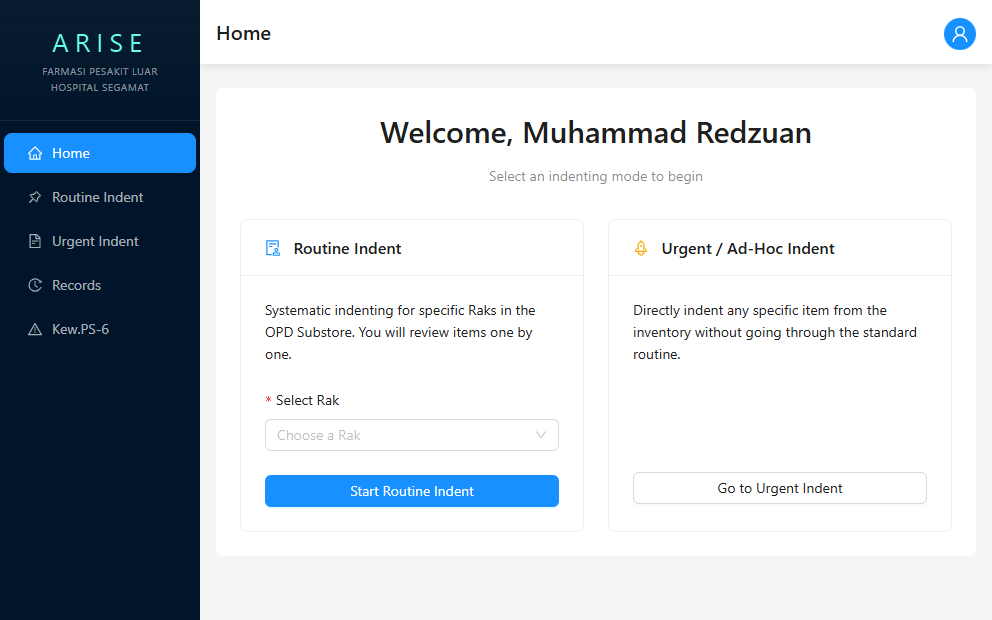 ARISE
FARMASI PESAKIT LUAR
HOSPITAL SEGAMAT
Home
Routine Indent
Urgent Indent
Records
Kew.PS-6
Home
Welcome, Muhammad Redzuan
Select an indenting mode to begin
Routine Indent
Systematic indenting for specific Raks in the
OPD Substore. You will review items one by
one.
* Select Rak
Choose a Rak
Start Routine Indent
Urgent / Ad-Hoc Indent
Directly indent any specific item from the
inventory without going through the standard
routine.
Go to Urgent Indent